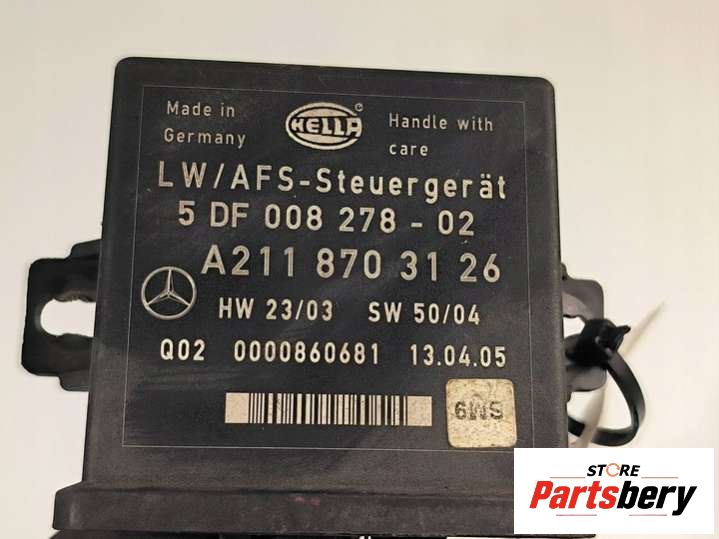 Made in
Germany
HELLA
®
Handle with
care
LW/AFS-Steuergerät
5 DF 008 278 - 02
A211 870 31 26
HW 23/03 SW 50/04
Q02 0000860681 13.04.05
STORE
Partsbery